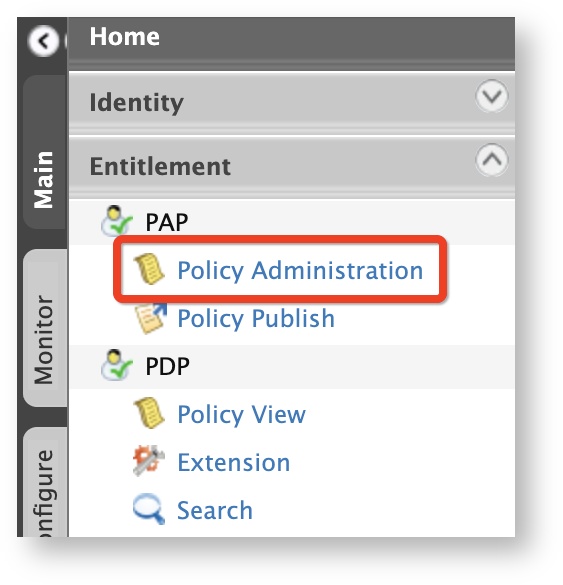 Home
Identity
Entitlement
PAP
Policy Administration
Policy Publish
PDP
Policy View
Extension
Search
Main
Monitor
onfigure